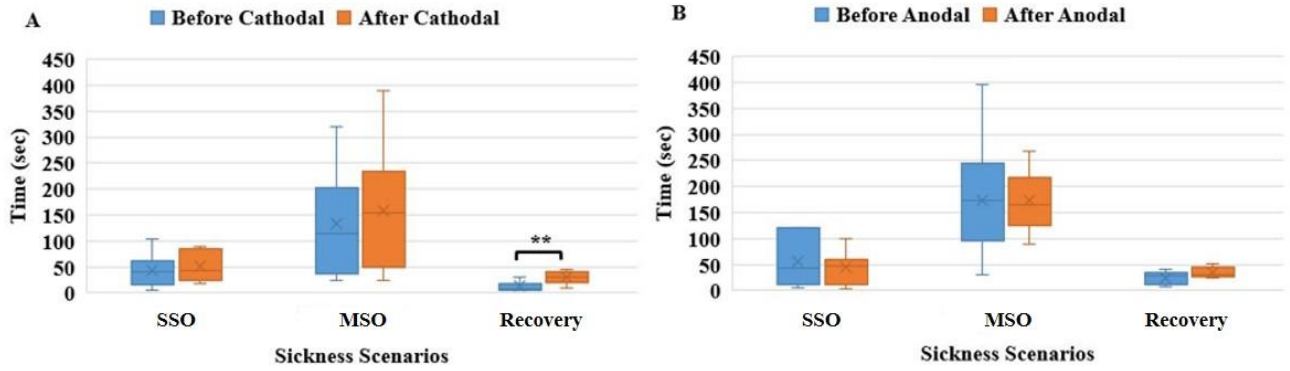 A
Before Cathodal After Cathodal
450
400
350
300
250
200
150
100
50
0
Time (sec)
**
SSO MSO Recovery
Sickness Scenarios
B
Before Anodal After Anodal
450
400
350
300
250
200
150
100
50
0
Time (sec)
SSO MSO Recovery
Sickness Scenarios